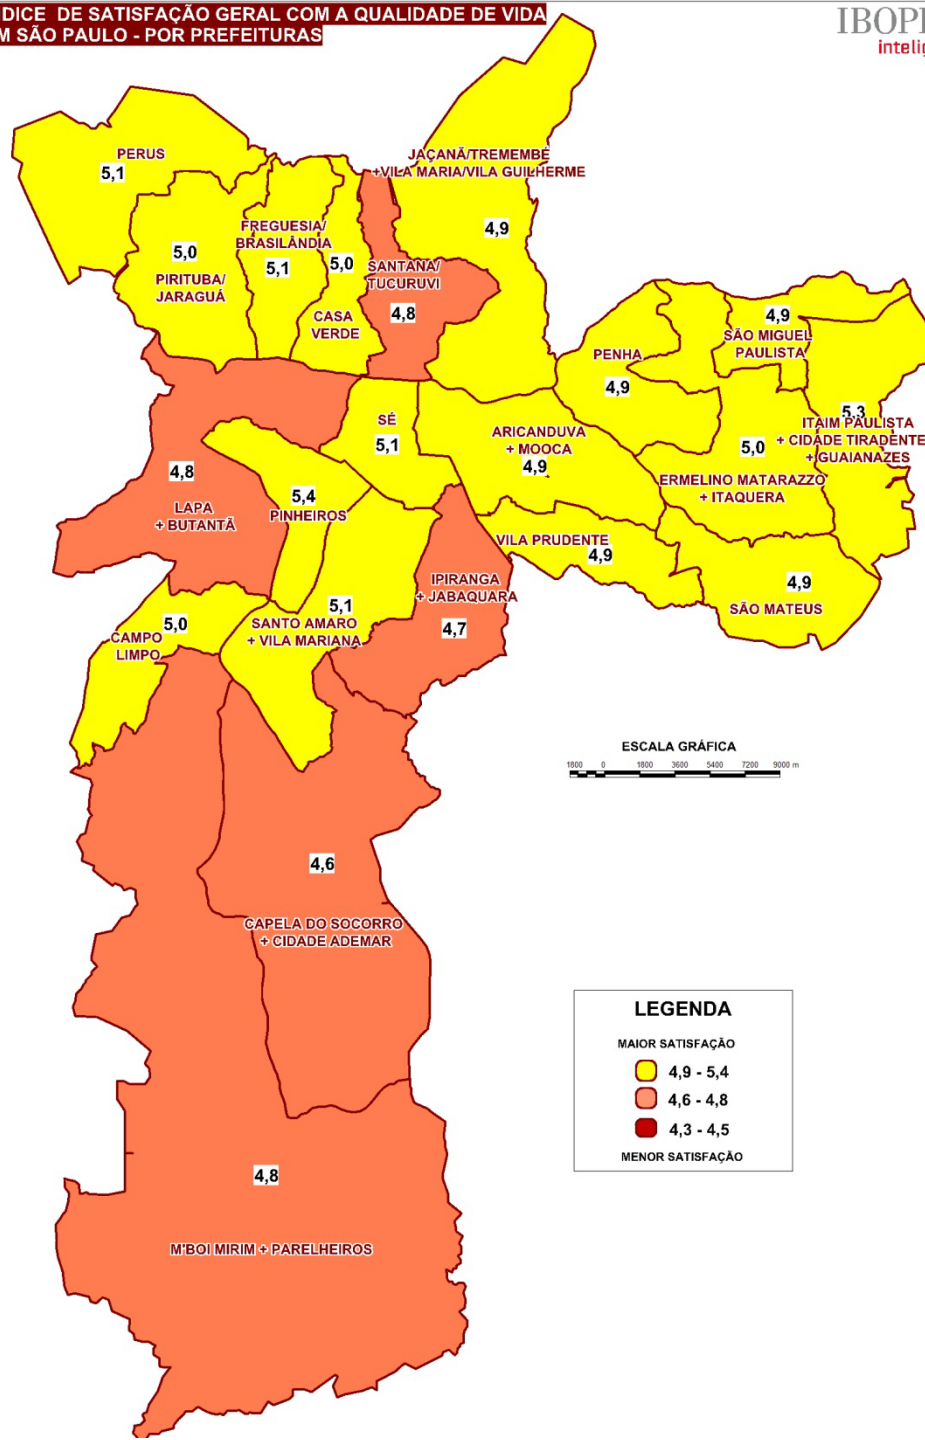 DICE DE SATISFAÇÃO GERAL COM A QUALIDADE DE VIDA
M SÃO PAULO - POR PREFEITURAS
IBOP
inteli
PERUS
5,1
JAÇANÃ/TREMEMBÉ
+VILA MARIA/VILA GUILHERME
4,9
FREGUESIA/
BRASILÂNDIA
5,1
5,0
PIRITUBA/
JARAGUÁ
5,0
CASA
VERDE
SANTANA/
TUCURUVI
4,8
4,9
SÃO MIGUEL
PAULISTA
PENHA
4,9
SÉ
5,1
ARICANDUVA
+ MOOCA
4,9
5,3
ITAIM PAULISTA
+ CIDADE TIRADENTE
+ GUAIANAZES
5,0
ERMELINO MATARAZZO
+ ITAQUERA
4,8
LAPA
+ BUTANTÃ
5,4
PINHEIROS
VILA PRUDENTE
4,9
IPIRANGA
+ JABAQUARA
4,7
4,9
SÃO MATEUS
5,1
SANTO AMARO
+ VILA MARIANA
5,0
CAMPO
LIMPO
ESCALA GRÁFICA
1800 0 1800 3600 5400 7200 9000 m
4,6
CAPELA DO SOCORRO
+ CIDADE ADEMAR
LEGENDA
MAIOR SATISFAÇÃO
4,9 - 5,4
4,6 - 4,8
4,3 - 4,5
MENOR SATISFAÇÃO
4,8
M'BOI MIRIM + PARELHEIROS